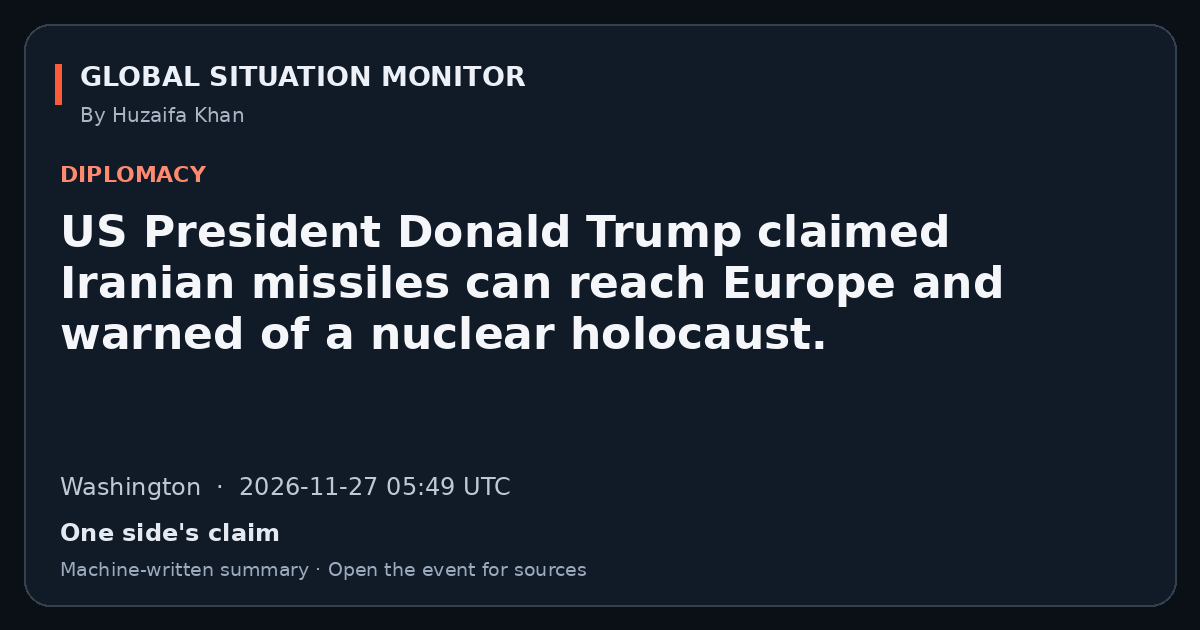 GLOBAL SITUATION MONITOR
By Huzaifa Khan
DIPLOMACY
US President Donald Trump claimed
Iranian missiles can reach Europe and
warned of a nuclear holocaust.
Washington · 2026-11-27 05:49 UTC
One side's claim
Machine-written summary · Open the event for sources